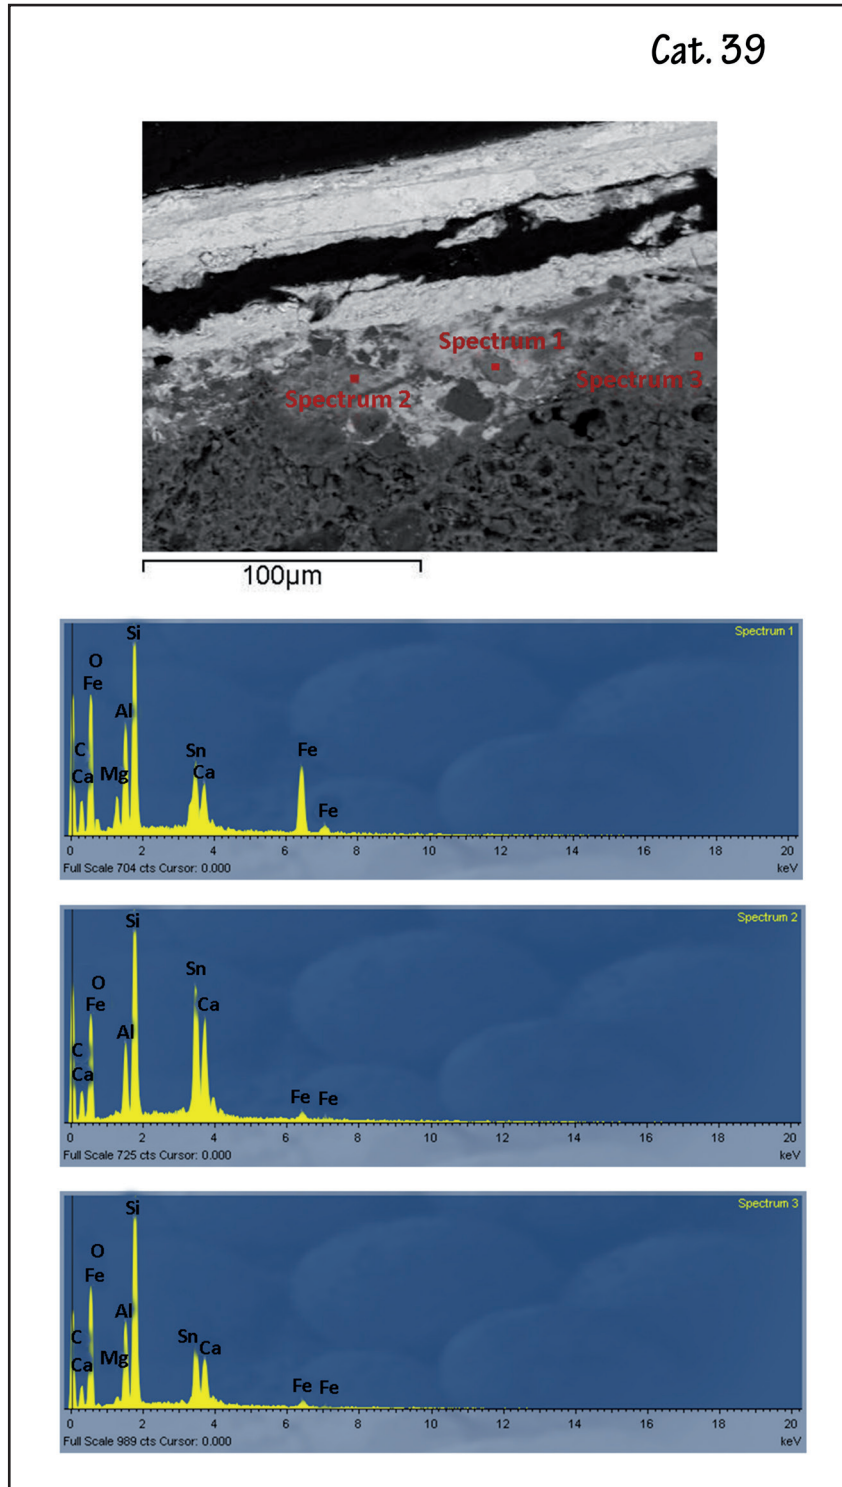 Cat. 39
Spectrum 1
Spectrum 2
Spectrum 3
100µm
Spectrum 1
Si
O
Fe
Al
C
Ca
Mg
Sn
Ca
Fe
Fe
0 2 4 6 8 10 12 14 16 18 20
Full Scale 704 cts Cursor: 0.000
keV
Spectrum 2
Si
O
Fe
Al
C
Ca
Sn
Ca
Fe
Fe
0 2 4 6 8 10 12 14 16 18 20
Full Scale 725 cts Cursor: 0.000
keV
Spectrum 3
Si
O
Fe
Al
C
Ca
Mg
Sn
Ca
Fe
Fe
0 2 4 6 8 10 12 14 16 18 20
Full Scale 989 cts Cursor: 0.000
keV